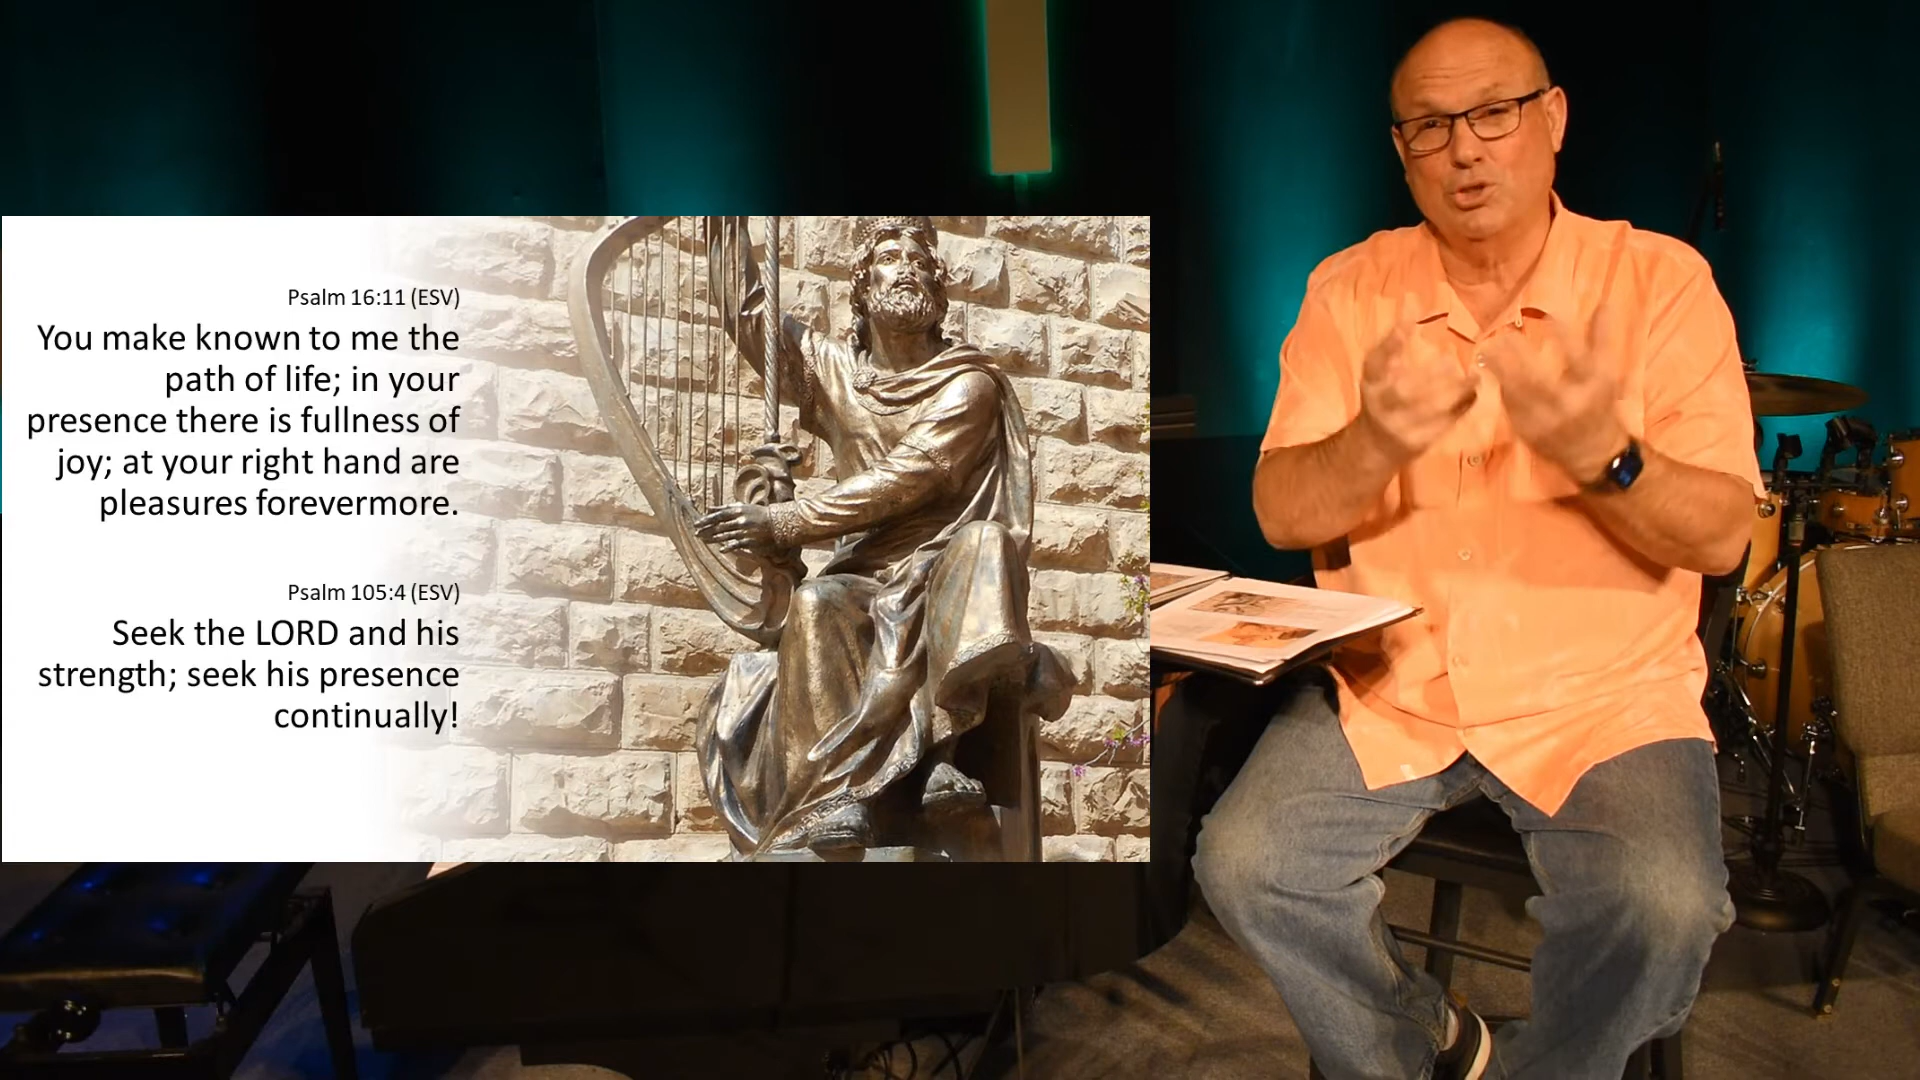 Psalm 16:11 (ESV)
You make known to me the
path of life; in your
presence there is fullness of
joy; at your right hand are
pleasures forevermore.
Psalm 105:4 (ESV)
Seek the LORD and his
strength; seek his presence
continually!